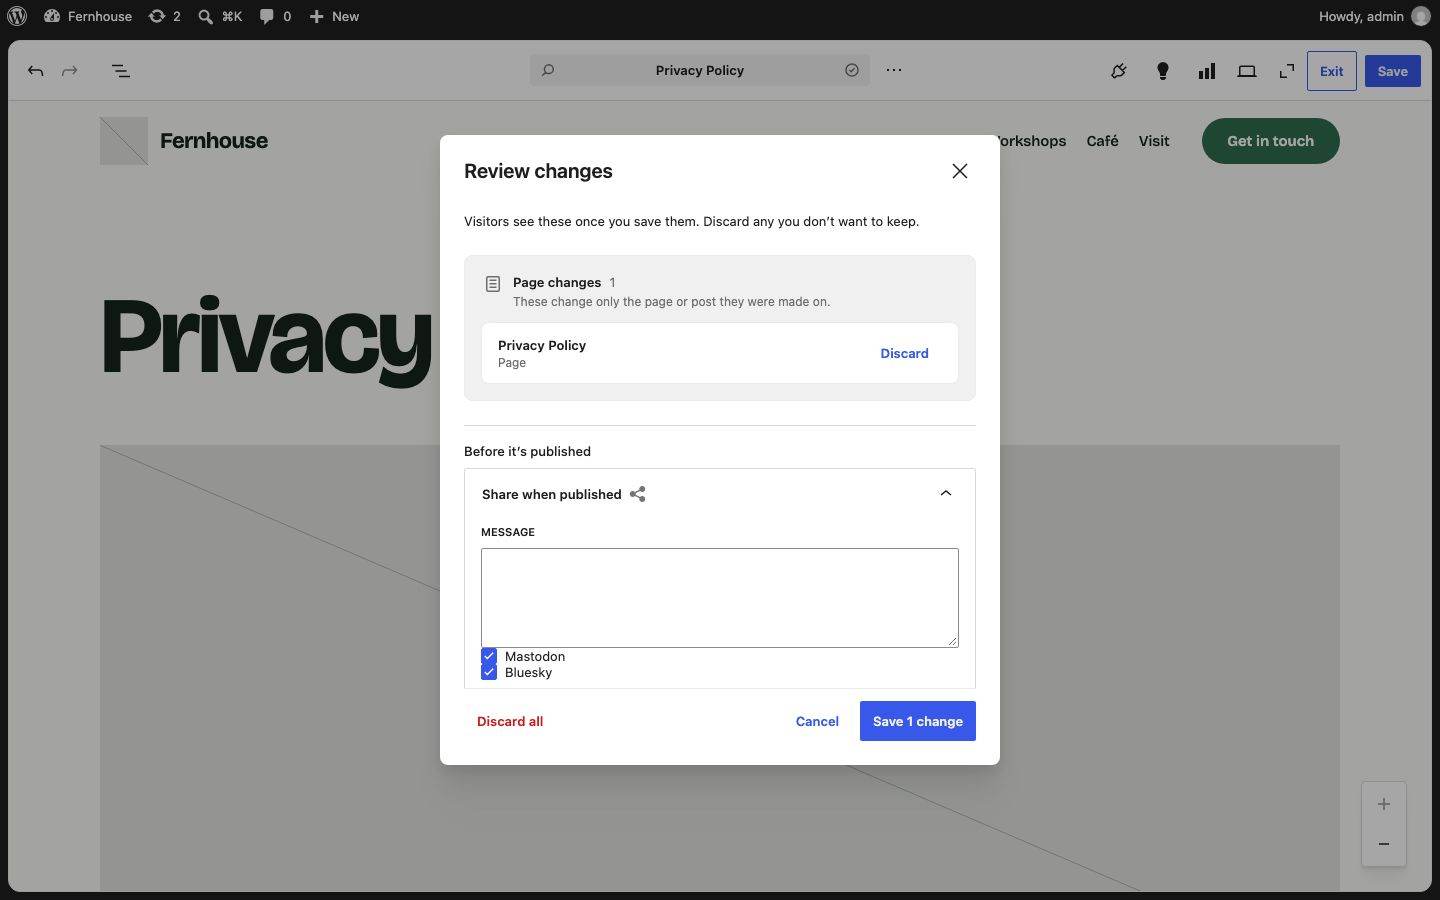 Fernhouse
2
⌘K
0
New
Howdy, admin
Privacy Policy
Exit
Save
Fernhouse
orkshops
Café
Visit
Get in touch
Privacy
Review changes
Visitors see these once you save them. Discard any you don’t want to keep.
Page changes 1
These change only the page or post they were made on.
Privacy Policy
Page
Discard
Before it’s published
Share when published
MESSAGE
Mastodon
Bluesky
Discard all
Cancel
Save 1 change